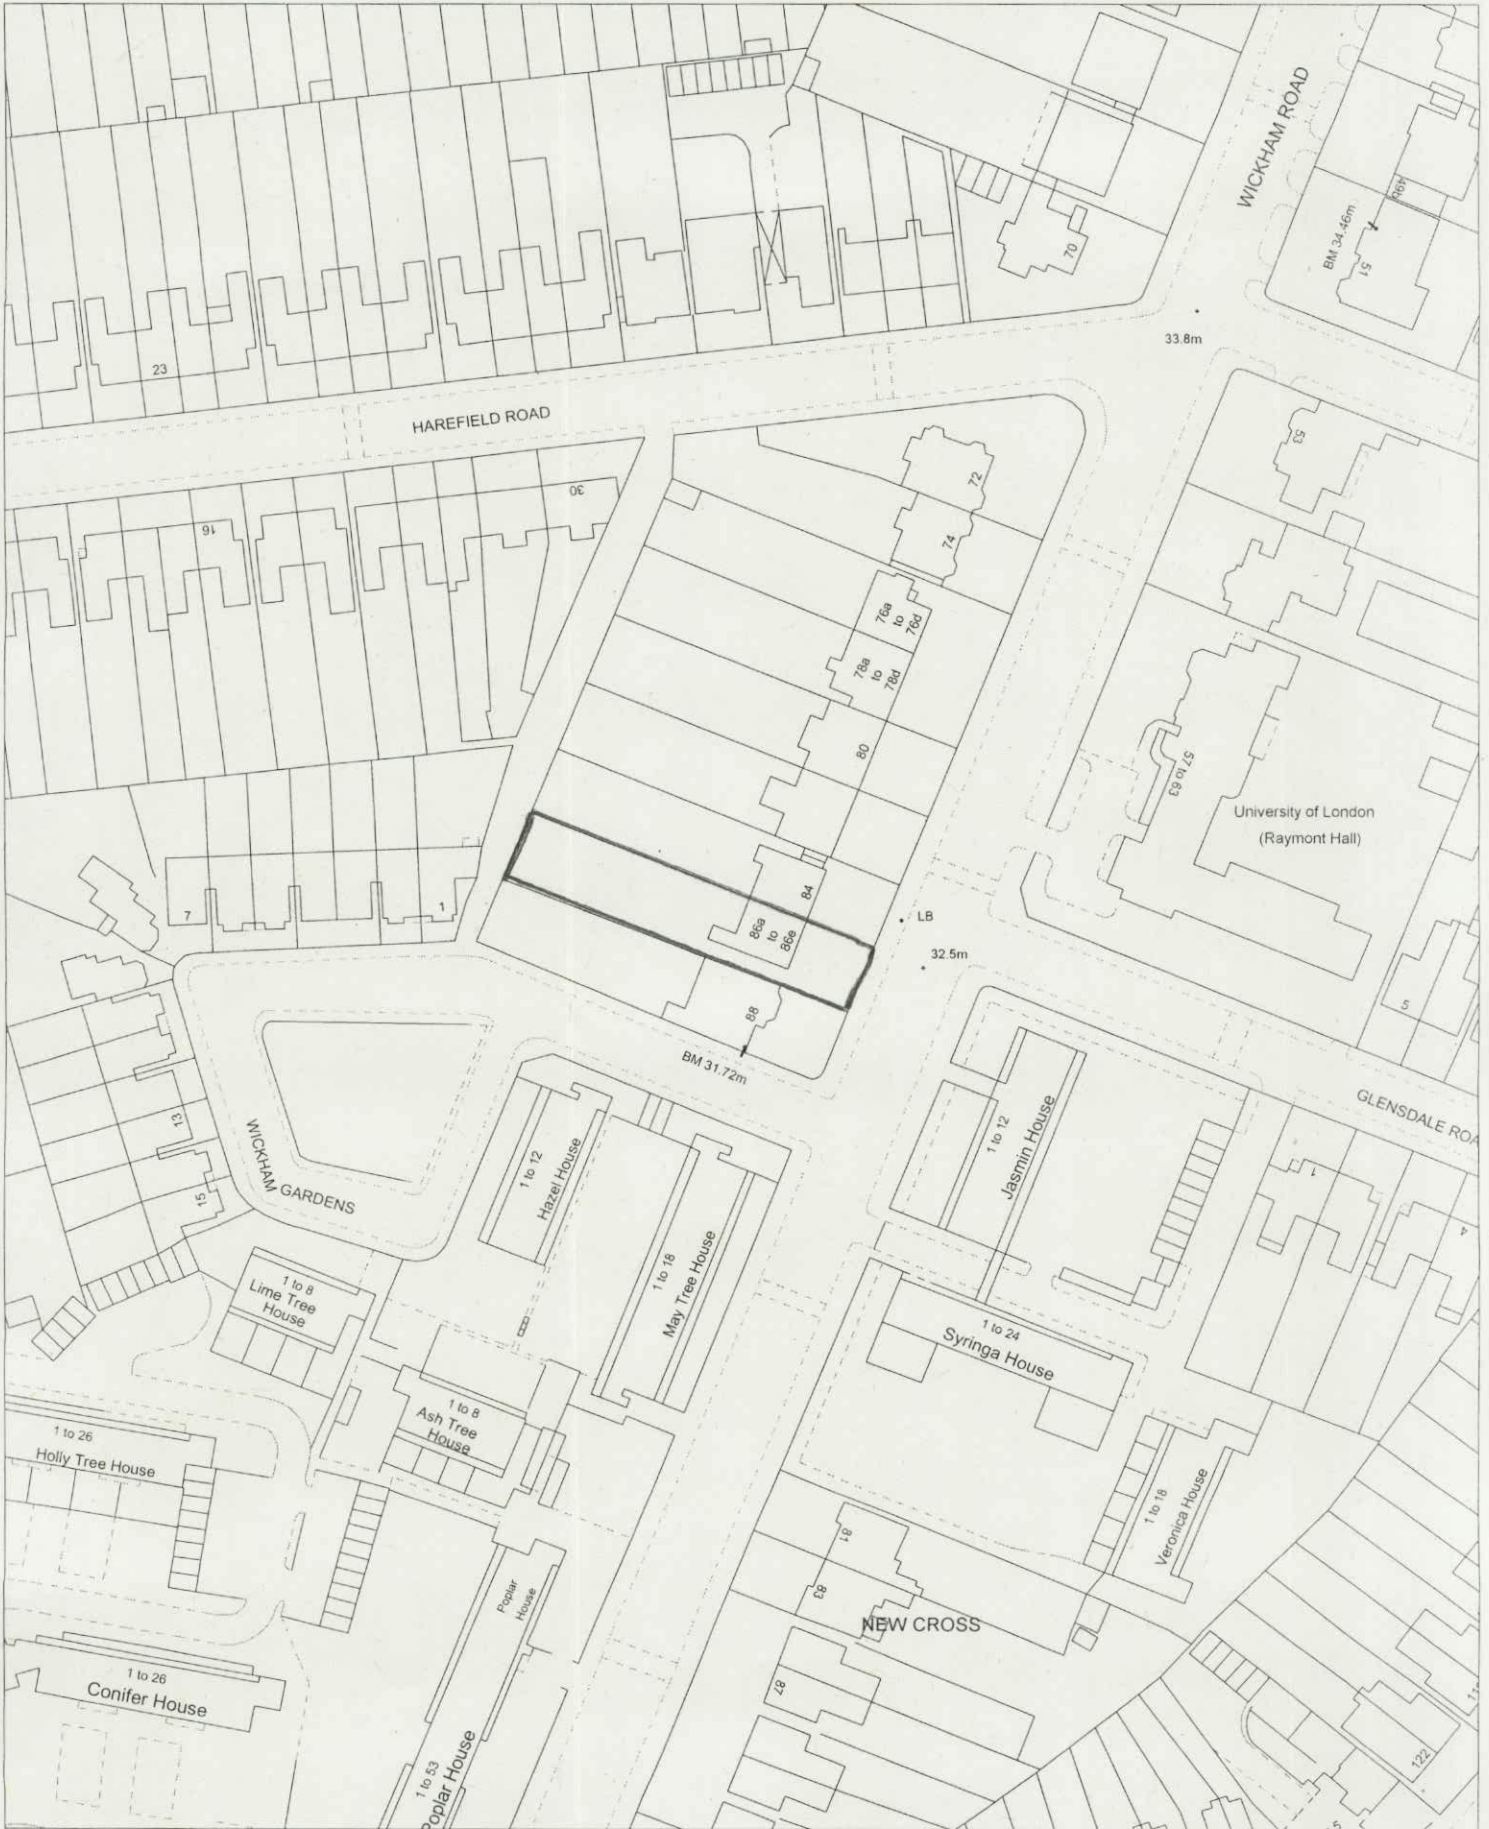 WICKHAM ROAD
49b
BM 34.46m
51
70
33.8m
23
HAREFIELD ROAD
53
72
30
16
74
76a
to
76d
78a
to
78d
80
57 to 63
University of London
(Raymont Hall)
84
7
1
86a
to
86e
LB
32.5m
5
88
BM 31.72m
GLENSDALE ROA
13
WICKHAM
GARDENS
15
1 to 12
Hazel House
1 to 12
Jasmin House
1
4
1 to 18
May Tree House
1 to 8
Lime Tree
House
1 to 24
Syringa House
1 to 8
Ash Tree
House
1 to 26
Holly Tree House
1 to 18
Veronica House
81
83
Poplar
House
NEW CROSS
1 to 26
Conifer House
87
122
1 to 53
Poplar House